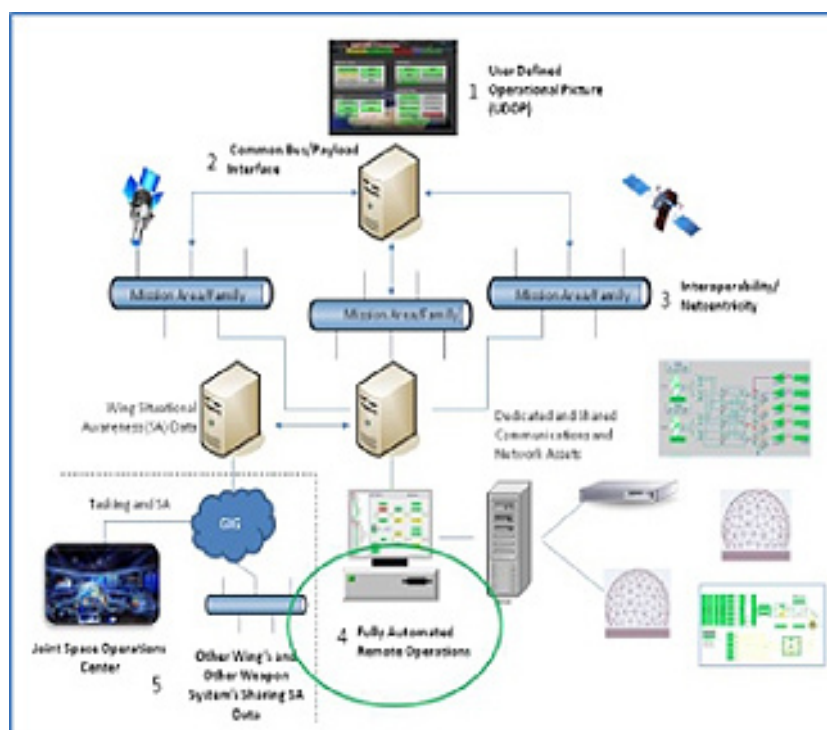 1
User Defined
Operational Picture
(UDOP)
2
Common Bus/Payload
Interface
Mission Area/Family
Mission Area/Family
Mission Area/Family
3
Interoperability/
Netcentricity
Wing Situational
Awareness (SA) Data
Dedicated and Shared
Communications and
Network Assets
Tasking and SA
GIG
4
Fully Automated
Remote Operations
Joint Space Operations
Center
5
Other Wing's and
Other Weapon
System's Sharing SA
Data